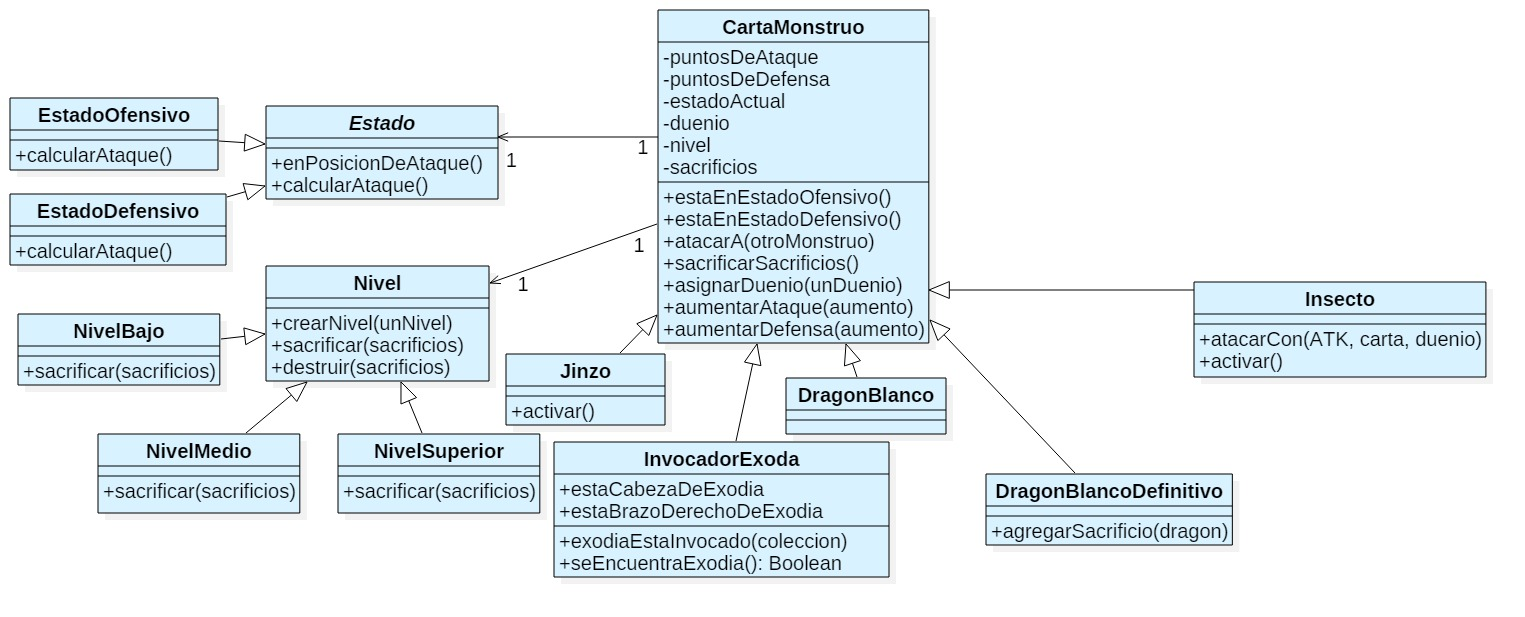 CartaMonstruo
-puntosDeAtaque
-puntosDeDefensa
-estadoActual
-duenio
-nivel
-sacrificios
+estaEnEstadoOfensivo()
+estaEnEstadoDefensivo()
+atacarA(otroMonstruo)
+sacrificarSacrificios()
+asignarDuenio(unDuenio)
+aumentarAtaque(aumento)
+aumentarDefensa(aumento)
EstadoOfensivo
+calcularAtaque()
Estado
+enPosicionDeAtaque()
+calcularAtaque()
1
1
EstadoDefensivo
+calcularAtaque()
1
1
Nivel
+crearNivel(unNivel)
+sacrificar(sacrificios)
+destruir(sacrificios)
NivelBajo
+sacrificar(sacrificios)
Insecto
+atacarCon(ATK, carta, duenio)
+activar()
Jinzo
+activar()
DragonBlanco
NivelMedio
+sacrificar(sacrificios)
NivelSuperior
+sacrificar(sacrificios)
InvocadorExoda
+estaCabezaDeExodia
+estaBrazoDerechoDeExodia
+exodiaEstaInvocado(coleccion)
+seEncuentraExodia(): Boolean
DragonBlancoDefinitivo
+agregarSacrificio(dragon)